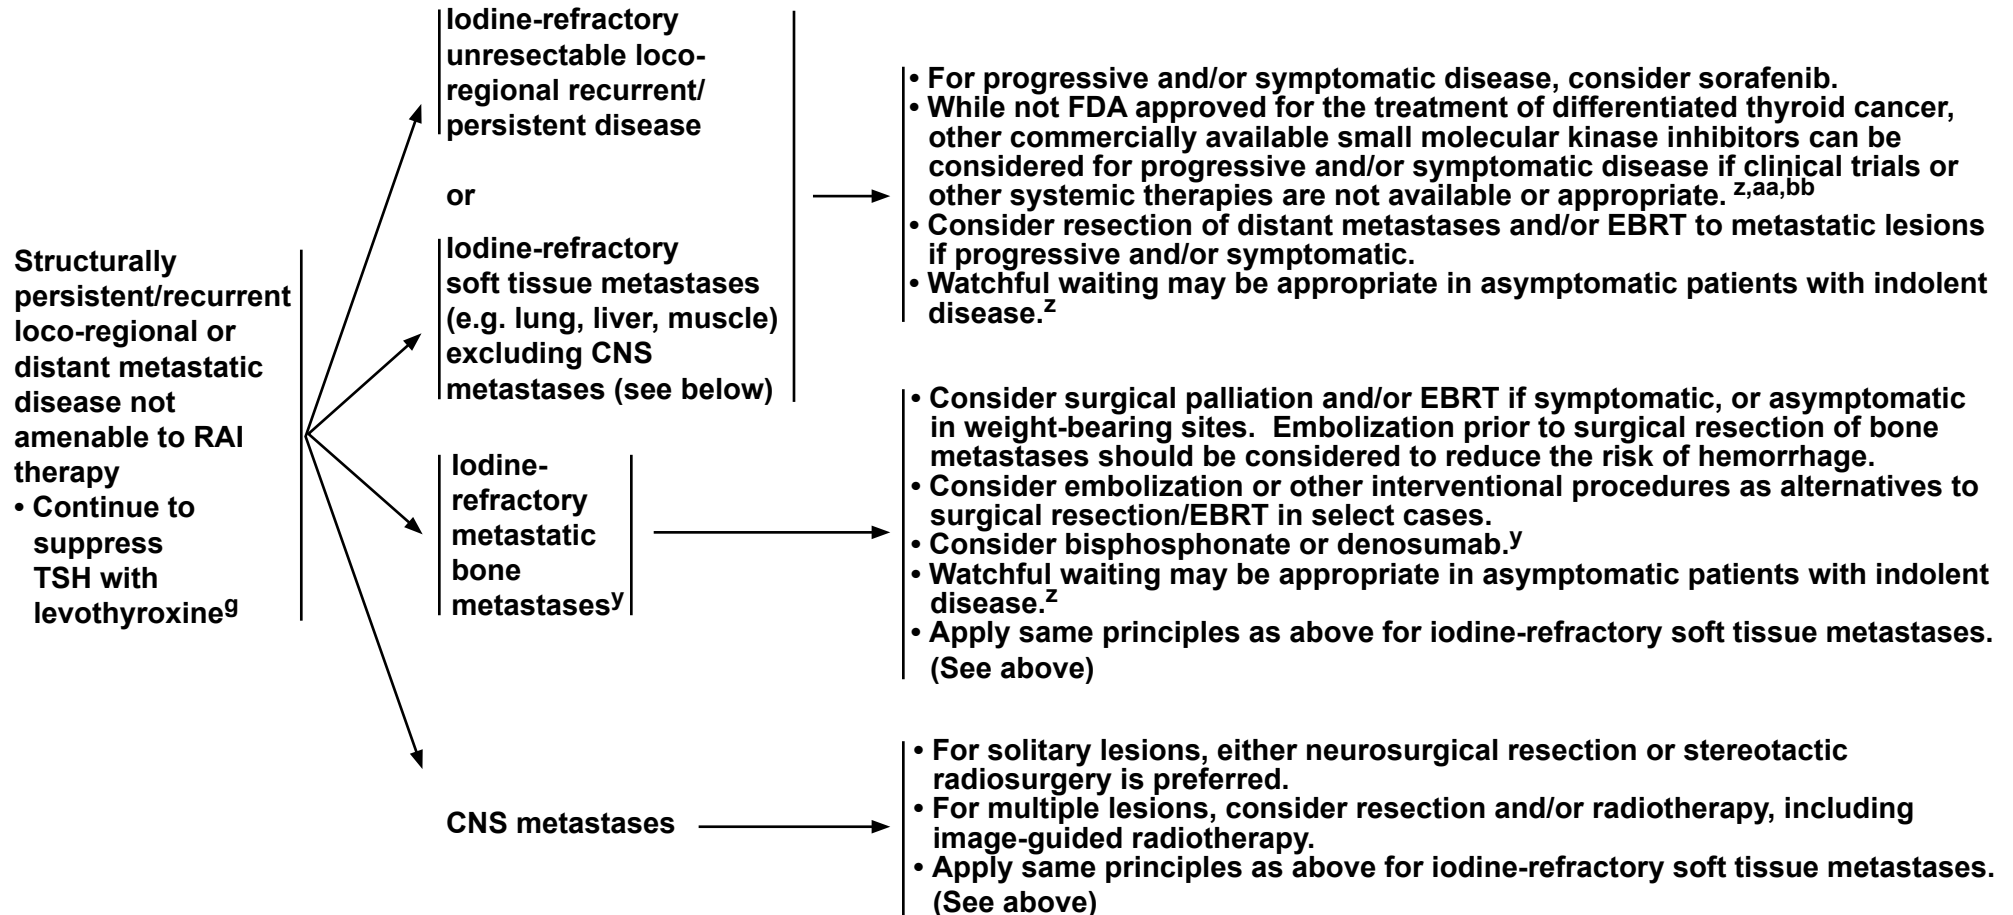 Structurally
persistent/recurrent
loco-regional or
distant metastatic
disease not
amenable to RAI
therapy
• Continue to
suppress
TSH with
levothyroxineg
Iodine-refractory
unresectable loco-
regional recurrent/
persistent disease
or
Iodine-refractory
soft tissue metastases
(e.g. lung, liver, muscle)
excluding CNS
metastases (see below)
• For progressive and/or symptomatic disease, consider sorafenib.
• While not FDA approved for the treatment of differentiated thyroid cancer,
other commercially available small molecular kinase inhibitors can be
considered for progressive and/or symptomatic disease if clinical trials or
other systemic therapies are not available or appropriate. z,aa,bb
• Consider resection of distant metastases and/or EBRT to metastatic lesions
if progressive and/or symptomatic.
• Watchful waiting may be appropriate in asymptomatic patients with indolent
disease.z
Iodine-
refractory
metastatic
bone
metastasesy
• Consider surgical palliation and/or EBRT if symptomatic, or asymptomatic
in weight-bearing sites. Embolization prior to surgical resection of bone
metastases should be considered to reduce the risk of hemorrhage.
• Consider embolization or other interventional procedures as alternatives to
surgical resection/EBRT in select cases.
• Consider bisphosphonate or denosumab.y
• Watchful waiting may be appropriate in asymptomatic patients with indolent
disease.z
• Apply same principles as above for iodine-refractory soft tissue metastases.
(See above)
CNS metastases
• For solitary lesions, either neurosurgical resection or stereotactic
radiosurgery is preferred.
• For multiple lesions, consider resection and/or radiotherapy, including
image-guided radiotherapy.
• Apply same principles as above for iodine-refractory soft tissue metastases.
(See above)